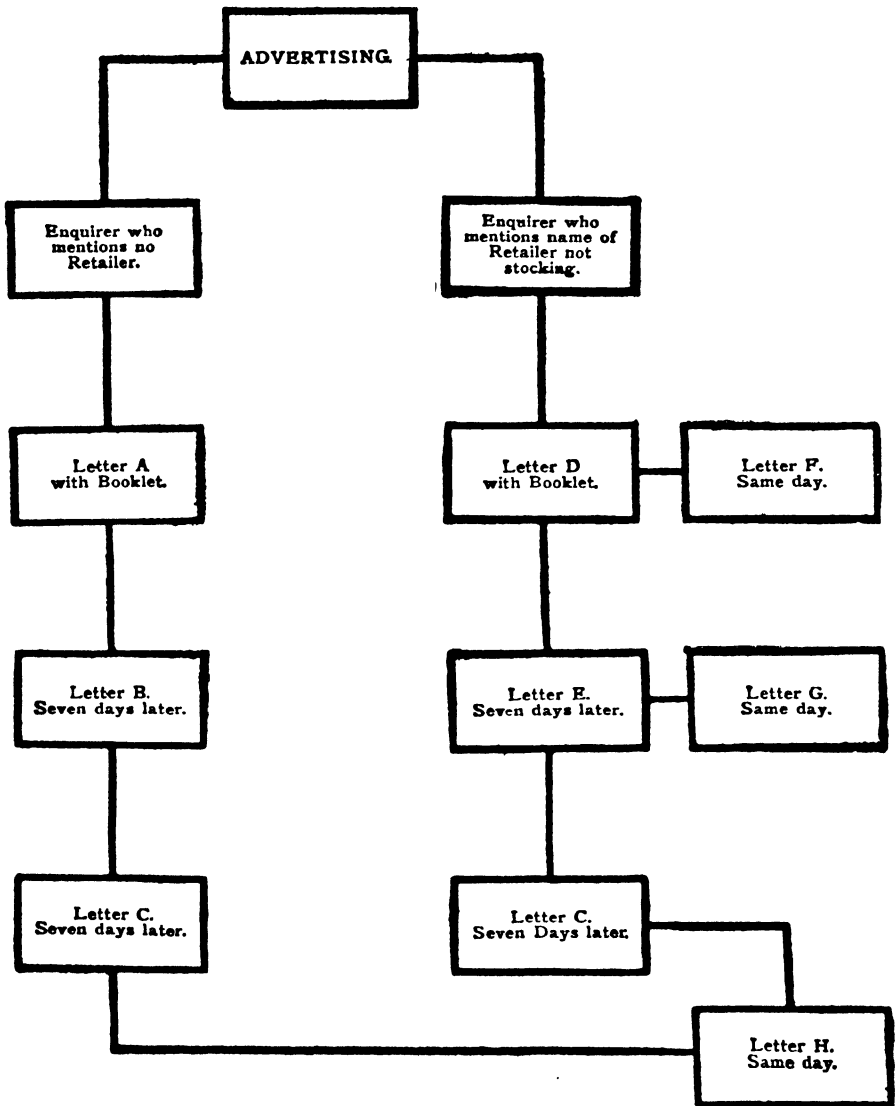 ADVERTISING.
Enquirer who
mentions no
Retailer.
Enquirer who
mentions name of
Retailer not
stocking.
Letter A
with Booklet.
Letter D
with Booklet.
Letter F.
Same day.
Letter B.
Seven days later.
Letter E.
Seven days later.
Letter G.
Same day.
Letter C.
Seven days later.
Letter C.
Seven Days later.
Letter H.
Same day.